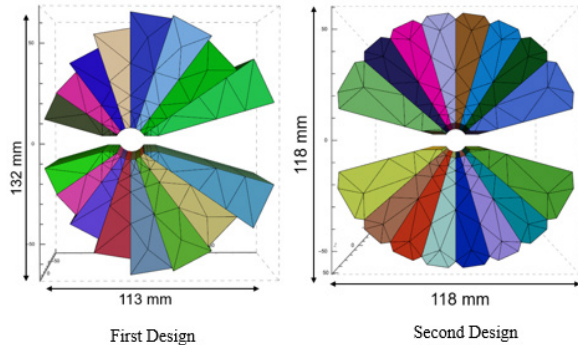 132 mm
113 mm
First Design
118 mm
118 mm
Second Design